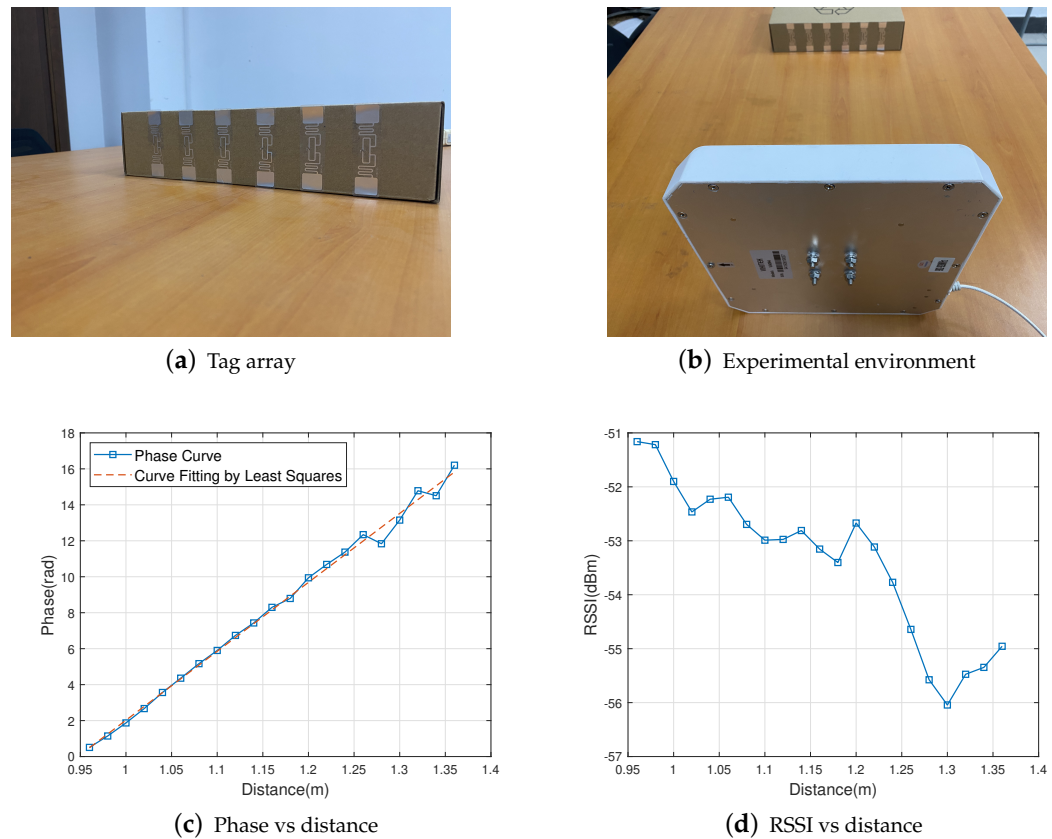 (a) Tag array
(b) Experimental environment
18
16
14
12
10
8
6
4
2
0
Phase(rad)
Phase Curve
Curve Fitting by Least Squares
0.95 1 1.05 1.1 1.15 1.2 1.25 1.3 1.35 1.4
Distance(m)
(c) Phase vs distance
-51
-52
-53
-54
-55
-56
-57
RSSI(dBm)
0.95 1 1.05 1.1 1.15 1.2 1.25 1.3 1.35 1.4
Distance(m)
(d) RSSI vs distance